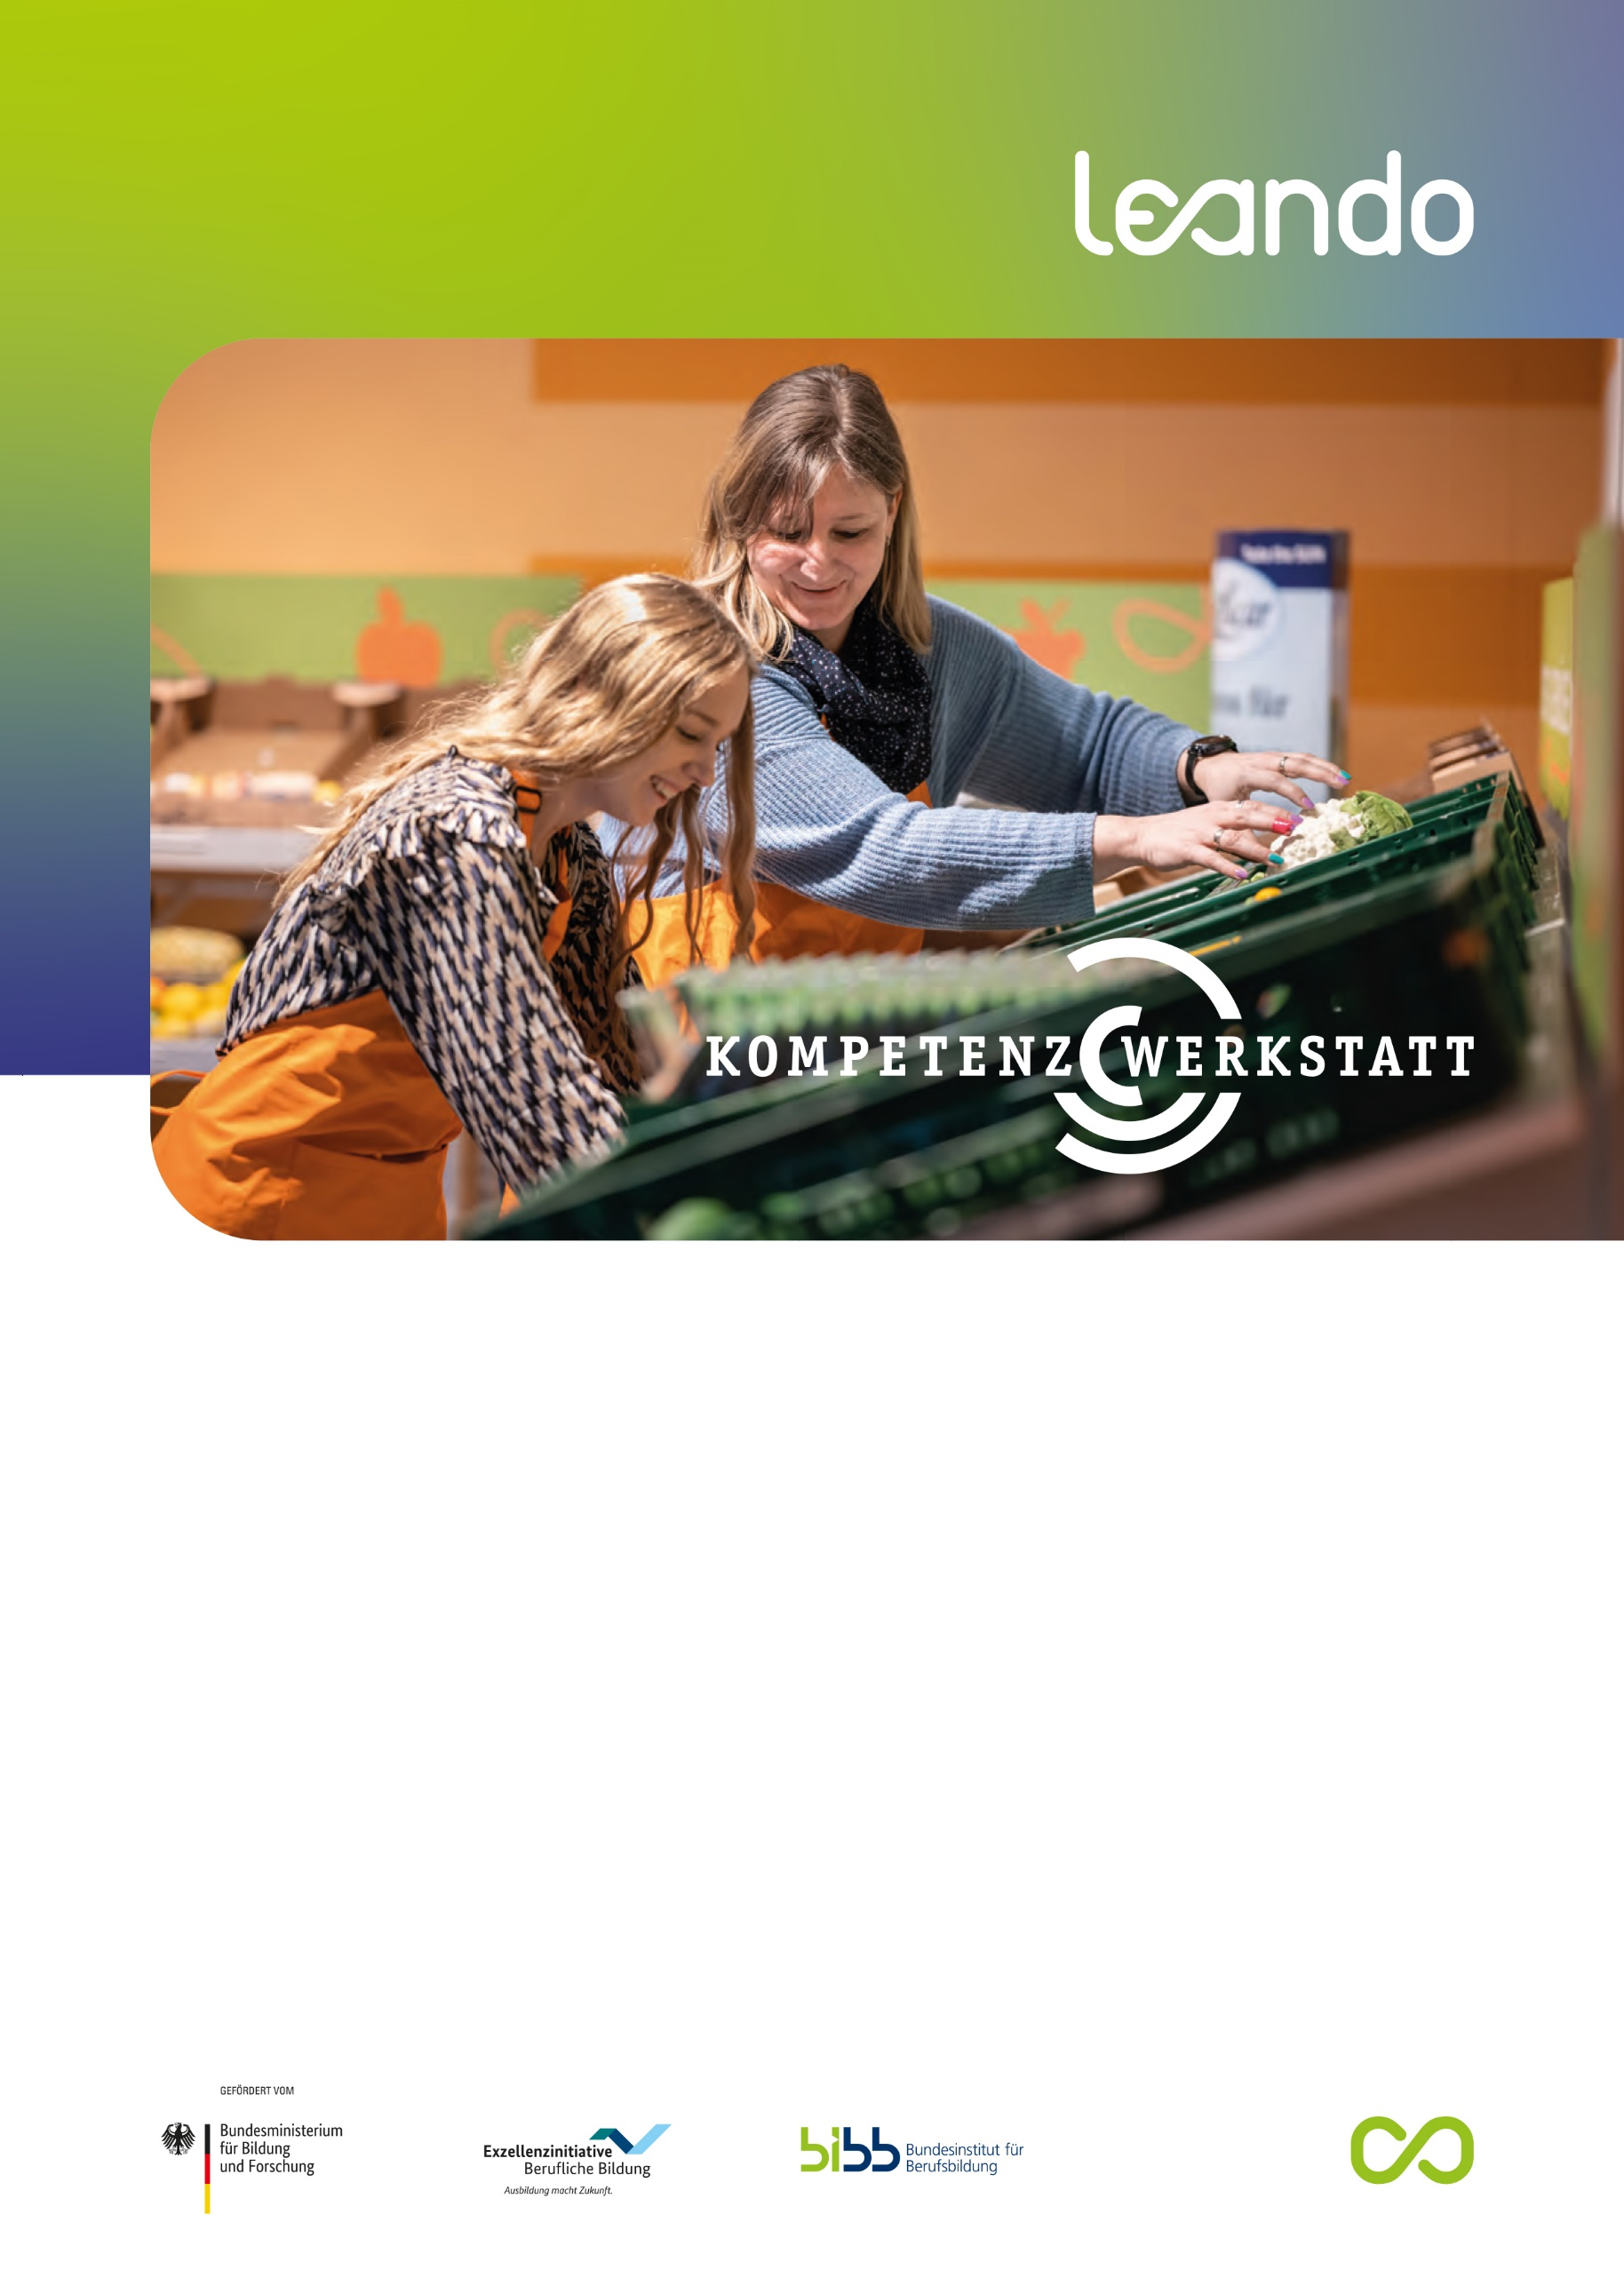 leando
KOMPETENZ WERKSTATT
GEFÖRDERT VOM
Bundesministerium
für Bildung
und Forschung
Exzellenzinitiative
Berufliche Bildung
Ausbildung macht Zukunft.
bibb
Bundesinstitut für
Berufsbildung